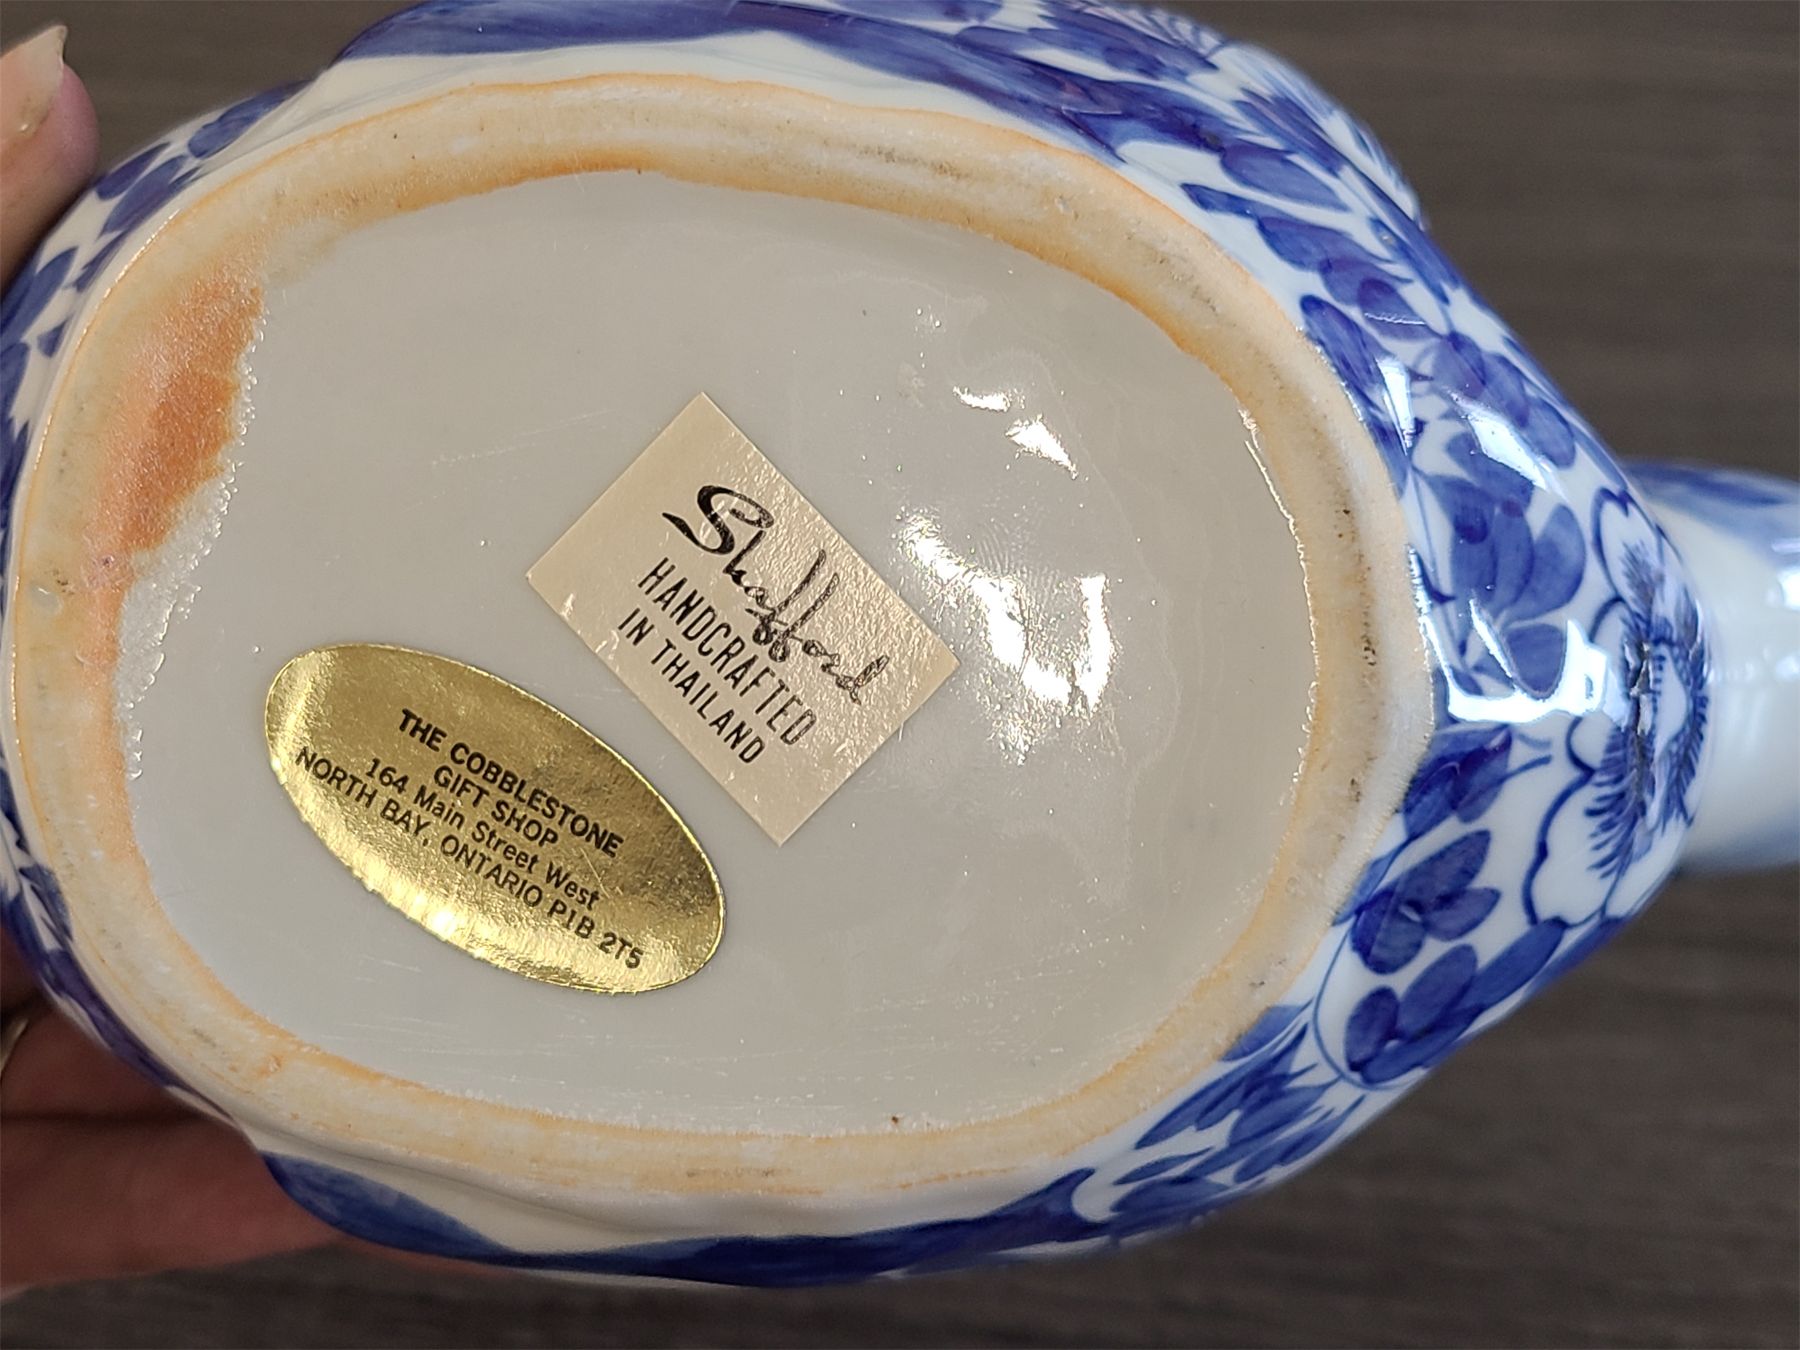 Shafford
HANDCRAFTED
IN THAILAND
THE COBBLESTONE
GIFT SHOP
164 Main Street West
NORTH BAY, ONTARIO P1B 2T5